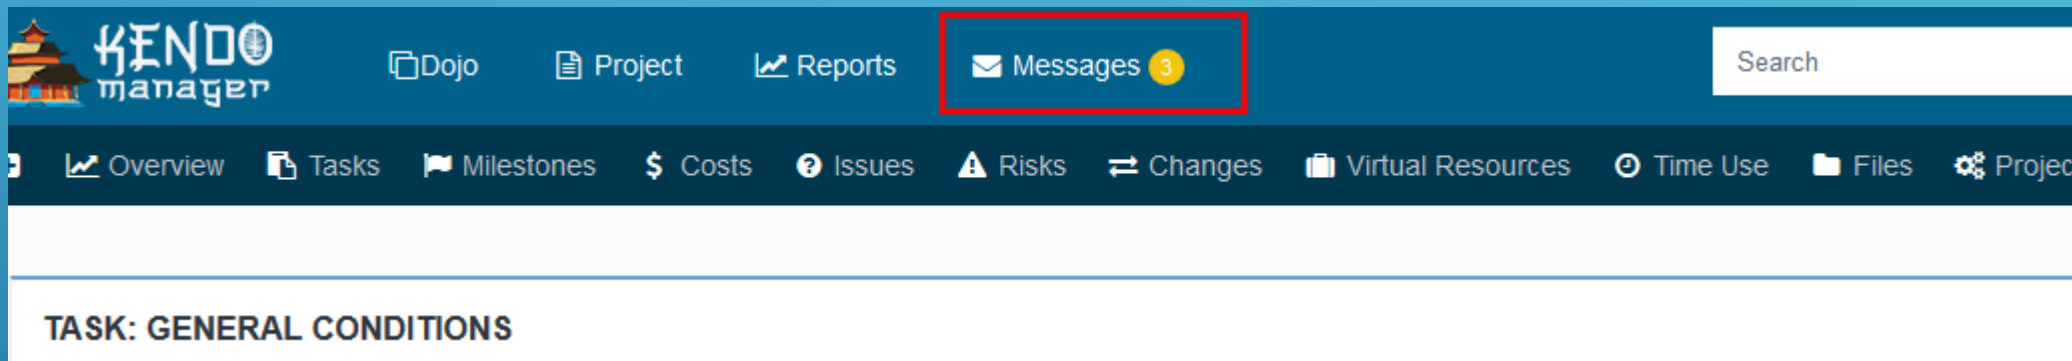 KENDO
manager
Dojo Project Reports Messages 3 Search
Overview Tasks Milestones $ Costs Issues Risks Changes Virtual Resources Time Use Files Projec
TASK: GENERAL CONDITIONS